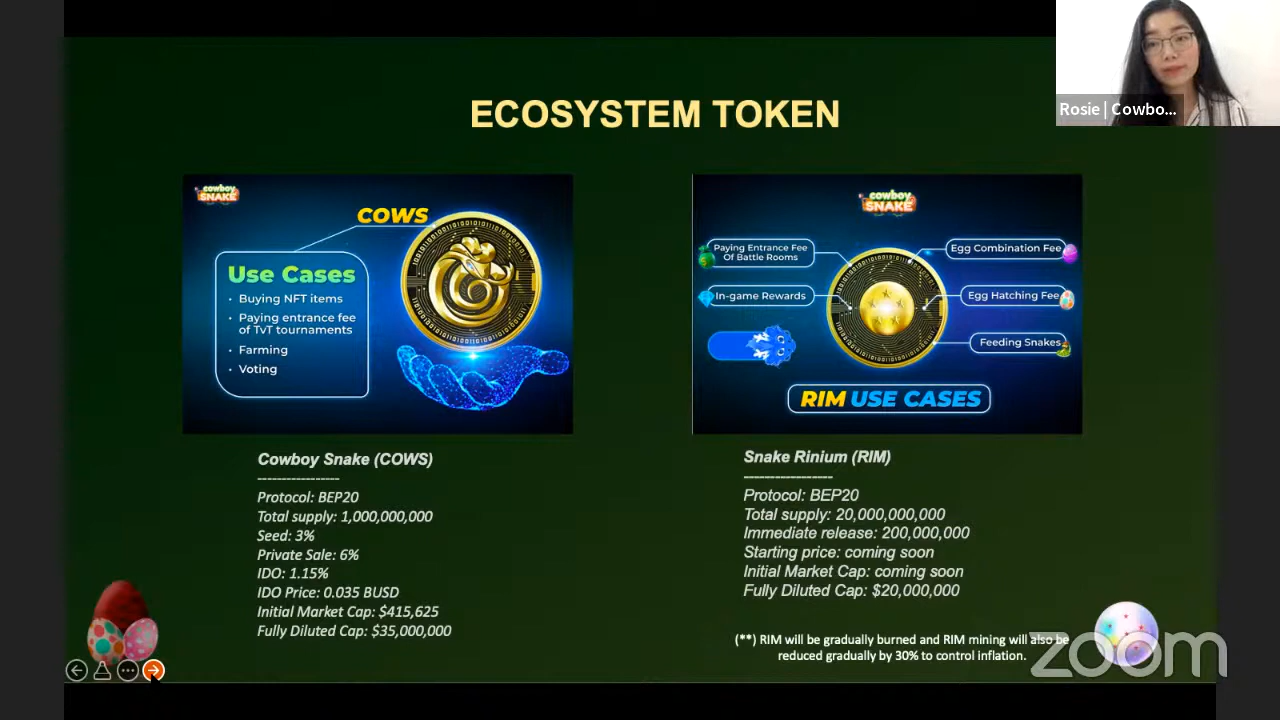 Rosie | Cowbo...
ECOSYSTEM TOKEN
cowboy
SNAKE
COWS
Use Cases
• Buying NFT items
• Paying entrance fee
of TvT tournaments
• Farming
• Voting
cowboy
SNAKE
Paying Entrance Fee
Of Battle Rooms
In-game Rewards
Egg Combination Fee
Egg Hatching Fee
Feeding Snakes
RIM USE CASES
Cowboy Snake (COWS)
-----------------
Protocol: BEP20
Total supply: 1,000,000,000
Seed: 3%
Private Sale: 6%
IDO: 1.15%
IDO Price: 0.035 BUSD
Initial Market Cap: $415,625
Fully Diluted Cap: $35,000,000
Snake Rinium (RIM)
-----------------
Protocol: BEP20
Total supply: 20,000,000,000
Immediate release: 200,000,000
Starting price: coming soon
Initial Market Cap: coming soon
Fully Diluted Cap: $20,000,000
(**) RIM will be gradually burned and RIM mining will also be
reduced gradually by 30% to control inflation.
zoom